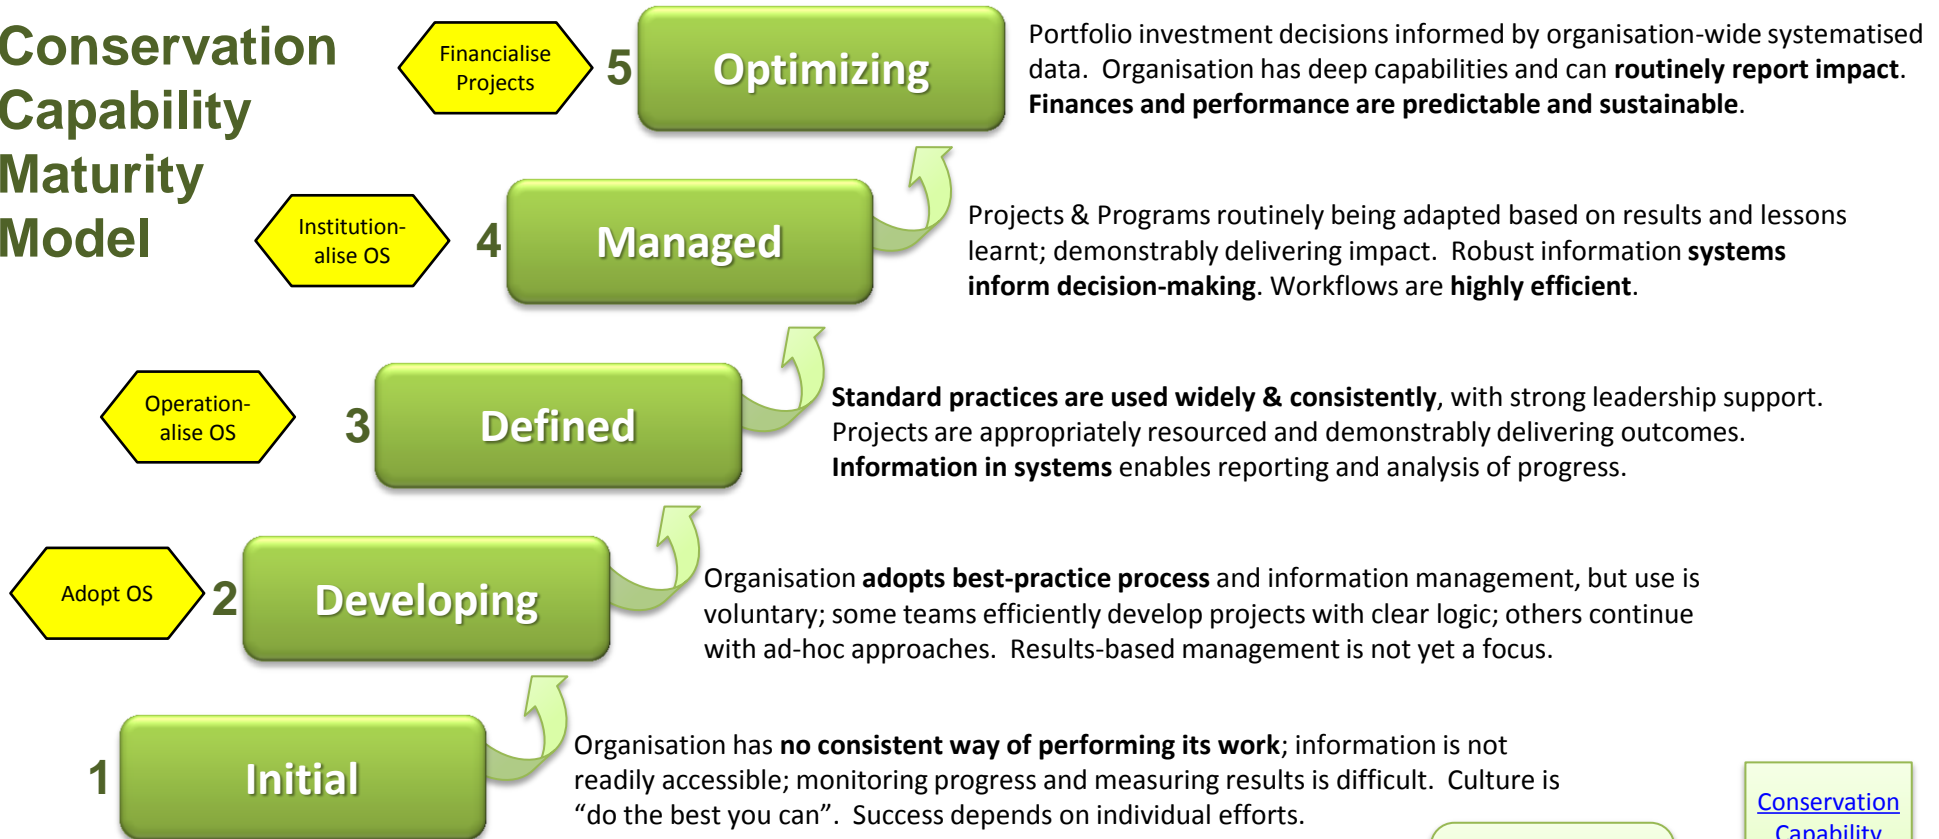 Conservation
Capability
Maturity
Model
Financialise
Projects
5
Optimizing
Portfolio investment decisions informed by organisation-wide systematised
data.  Organisation has deep capabilities and can routinely report impact.
Finances and performance are predictable and sustainable.
Institution-
alise OS
4
Managed
Projects & Programs routinely being adapted based on results and lessons
learnt; demonstrably delivering impact.  Robust information systems
inform decision-making. Workflows are highly efficient.
Operation-
alise OS
3
Defined
Standard practices are used widely & consistently, with strong leadership support.
Projects are appropriately resourced and demonstrably delivering outcomes.
Information in systems enables reporting and analysis of progress.
Adopt OS
2
Developing
Organisation adopts best-practice process and information management, but use is
voluntary; some teams efficiently develop projects with clear logic; others continue
with ad-hoc approaches.  Results-based management is not yet a focus.
1
Initial
Organisation has no consistent way of performing its work; information is not
readily accessible; monitoring progress and measuring results is difficult.  Culture is
“do the best you can”.  Success depends on individual efforts.
Conservation
Capability